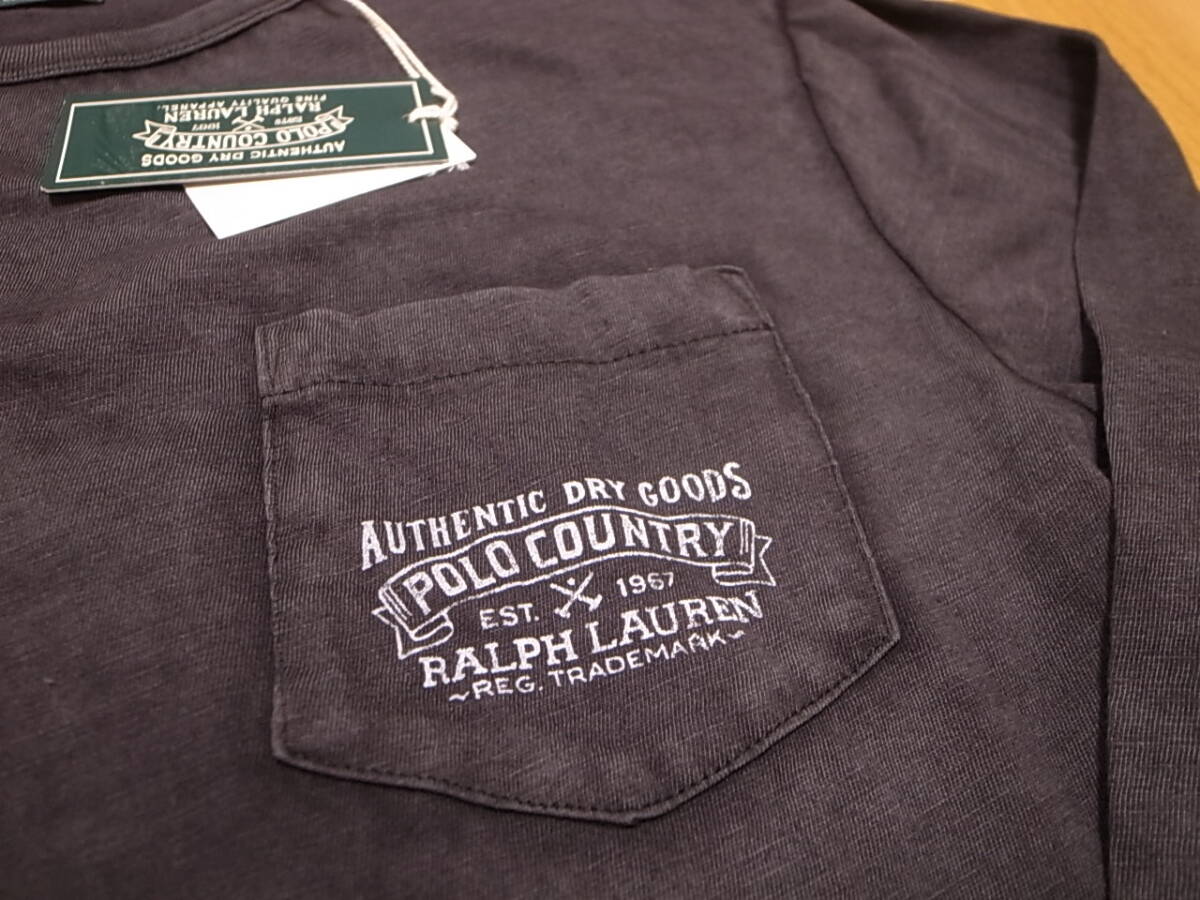 RALPH LAUREN
FINE QUALITY APPAREL
ESTD 1967
POLO COUNTRY
AUTHENTIC DRY GOODS
AUTHENTIC DRY GOODS
POLO COUNTRY
EST. 1967
RALPH LAUREN
~REG. TRADEMARK~